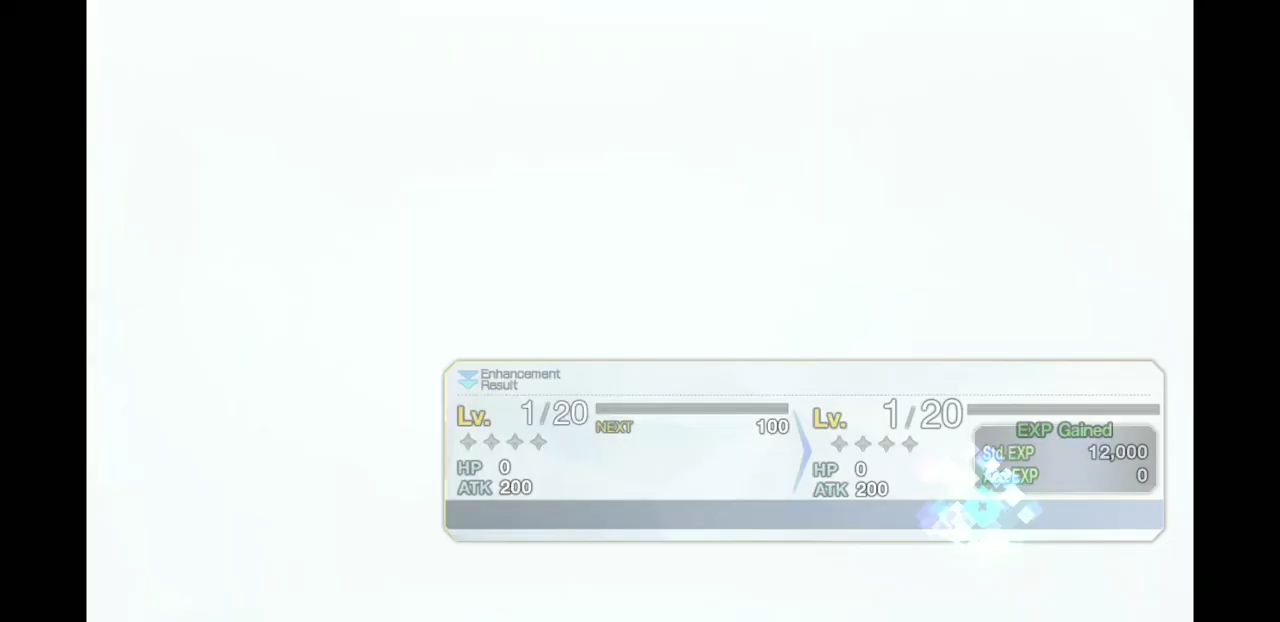 Enhancement
Result
Lv. 1/20
NEXT 100
HP 0
ATK 200
Lv. 1/20
HP 0
ATK 200
EXP Gained
Std EXP 12,000
EXP 0